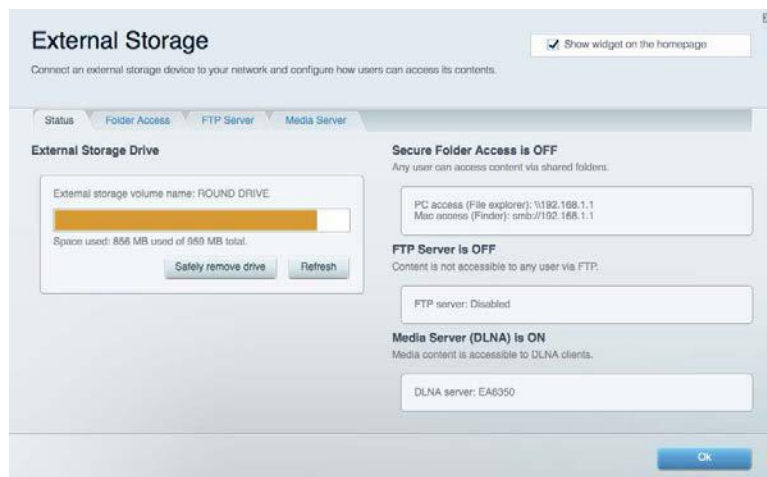 External Storage
Show widget on the homepage
Connect an external storage device to your network and configure how users can access its contents.
Status
Folder Access
FTP Server
Media Server
External Storage Drive
External storage volume name: ROUND DRIVE
Space used: 856 MB used of 969 MB total.
Safely remove drive
Refresh
Secure Folder Access is OFF
Any user can access content via shared folders.
PC access (File explorer): \\192.168.1.1
Mac access (Finder): smb://192.168.1.1
FTP Server is OFF
Content is not accessible to any user via FTP.
FTP server: Disabled
Media Server (DLNA) is ON
Media content is accessible to DLNA clients.
DLNA server: EA6350
Ok